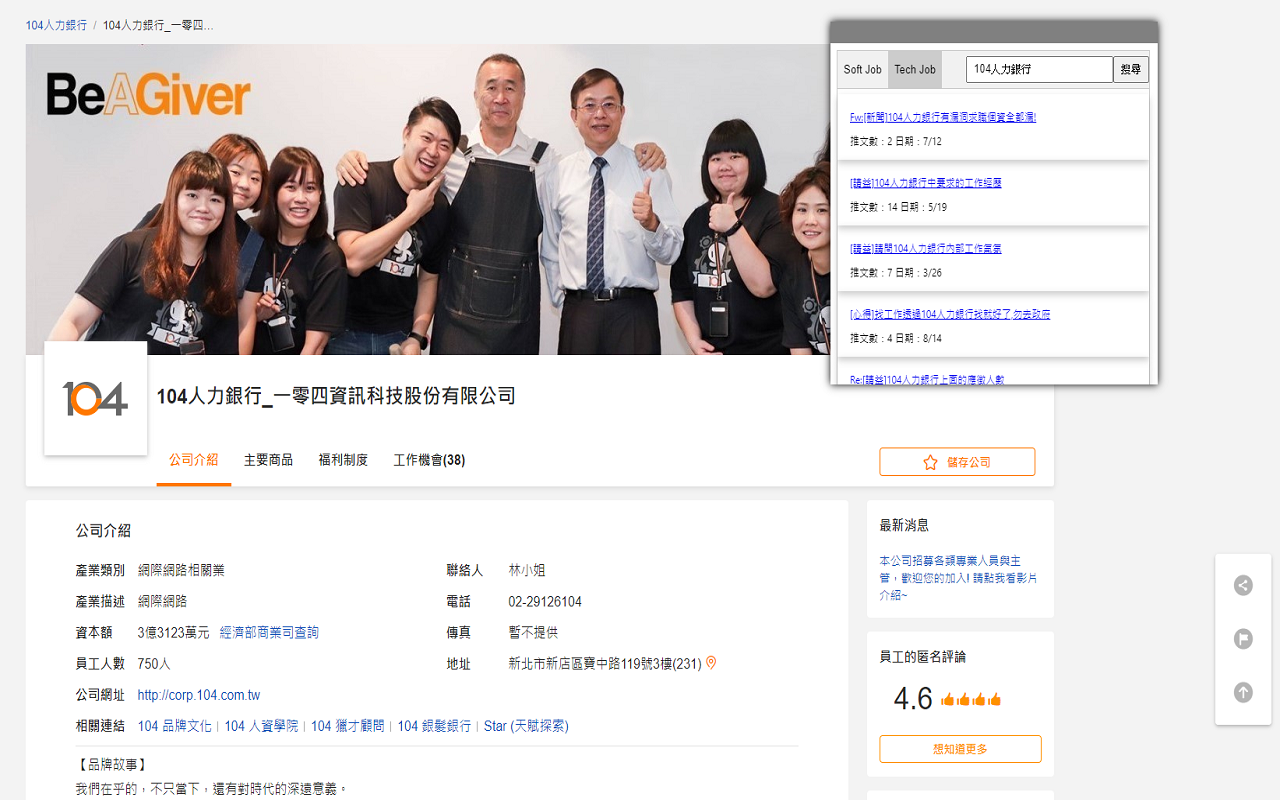 104人力銀行 / 104人力銀行_一零四...
BeAGiver
104
104
Soft Job Tech Job 104人力銀行 搜尋
Fw:[新聞]104人力銀行有漏洞求職個資全都漏!
推文數：2 日期：7/12
[請益]104人力銀行中要求的工作經歷
推文數：14 日期：5/19
[請益]請問104人力銀行內部工作氣氛
推文數：7 日期：3/26
[心得]找工作透過104人力銀行找就好了,勿去政府
推文數：4 日期：8/14
Re:[請益]104人力銀行上面的應徵人數
104
104人力銀行_一零四資訊科技股份有限公司
公司介紹 主要商品 福利制度 工作機會(38)
儲存公司
公司介紹
產業類別 網際網路相關業 聯絡人 林小姐
產業描述 網際網路 電話 02-29126104
資本額 3億3123萬元 經濟部商業司查詢 傳真 暫不提供
員工人數 750人 地址 新北市新店區寶中路119號3樓(231)
公司網址 http://corp.104.com.tw
相關連結 104 品牌文化 | 104 人資學院 | 104 獵才顧問 | 104 銀髮銀行 | Star (天賦探索)
【品牌故事】
我們在乎的，不只當下，還有對時代的深遠意義。
最新消息
本公司招募各類專業人員與主
管，歡迎您的加入! 請點我看影片
介紹~
員工的匿名評論
4.6
想知道更多